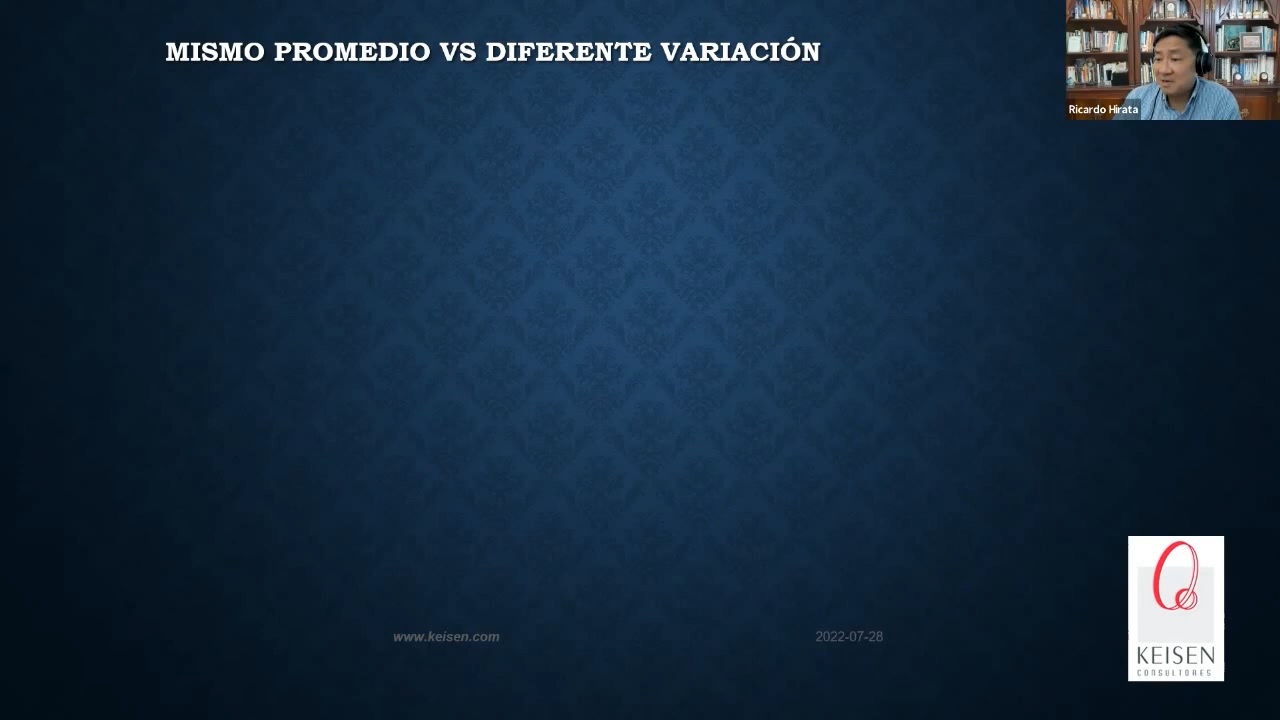 MISMO PROMEDIO VS DIFERENTE VARIACIÓN
Ricardo Hirata
www.keisen.com
2022-07-28
KEISEN
CONSULTORES